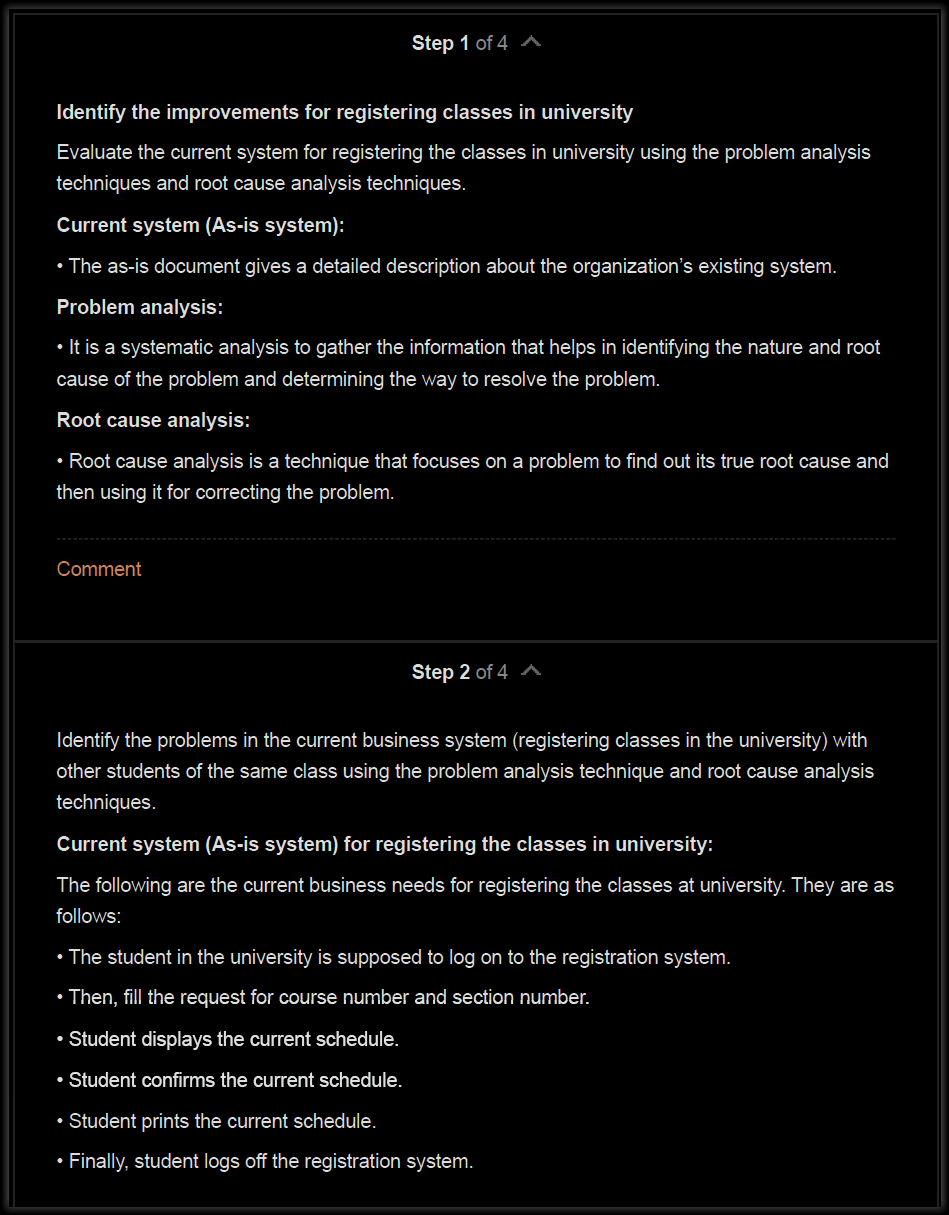 Step 1 of 4
Identify the improvements for registering classes in university
Evaluate the current system for registering the classes in university using the problem analysis
techniques and root cause analysis techniques.
Current system (As-is system):
• The as-is document gives a detailed description about the organization’s existing system.
Problem analysis:
• It is a systematic analysis to gather the information that helps in identifying the nature and root
cause of the problem and determining the way to resolve the problem.
Root cause analysis:
• Root cause analysis is a technique that focuses on a problem to find out its true root cause and
then using it for correcting the problem.
Comment
Step 2 of 4
Identify the problems in the current business system (registering classes in the university) with
other students of the same class using the problem analysis technique and root cause analysis
techniques.
Current system (As-is system) for registering the classes in university:
The following are the current business needs for registering the classes at university. They are as
follows:
• The student in the university is supposed to log on to the registration system.
• Then, fill the request for course number and section number.
• Student displays the current schedule.
• Student confirms the current schedule.
• Student prints the current schedule.
• Finally, student logs off the registration system.